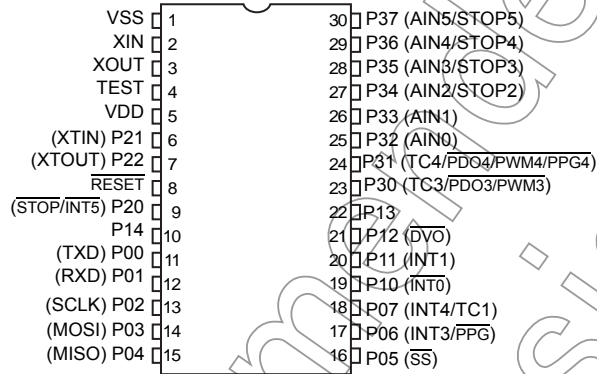 VSS 1
XIN 2
XOUT 3
TEST 4
VDD 5
(XTIN) P21 6
(XTOUT) P22 7
RESET 8
(STOP/INT5) P20 9
P14 10
(TXD) P00 11
(RXD) P01 12
(SCLK) P02 13
(MOSI) P03 14
(MISO) P04 15
30 P37 (AIN5/STOP5)
29 P36 (AIN4/STOP4)
28 P35 (AIN3/STOP3)
27 P34 (AIN2/STOP2)
26 P33 (AIN1)
25 P32 (AIN0)
24 P31 (TC4/PDO4/PWM4/PPG4)
23 P30 (TC3/PDO3/PWM3)
22 P13
21 P12 (DVO)
20 P11 (INT1)
19 P10 (INT0)
18 P07 (INT4/TC1)
17 P06 (INT3/PPG)
16 P05 (SS)